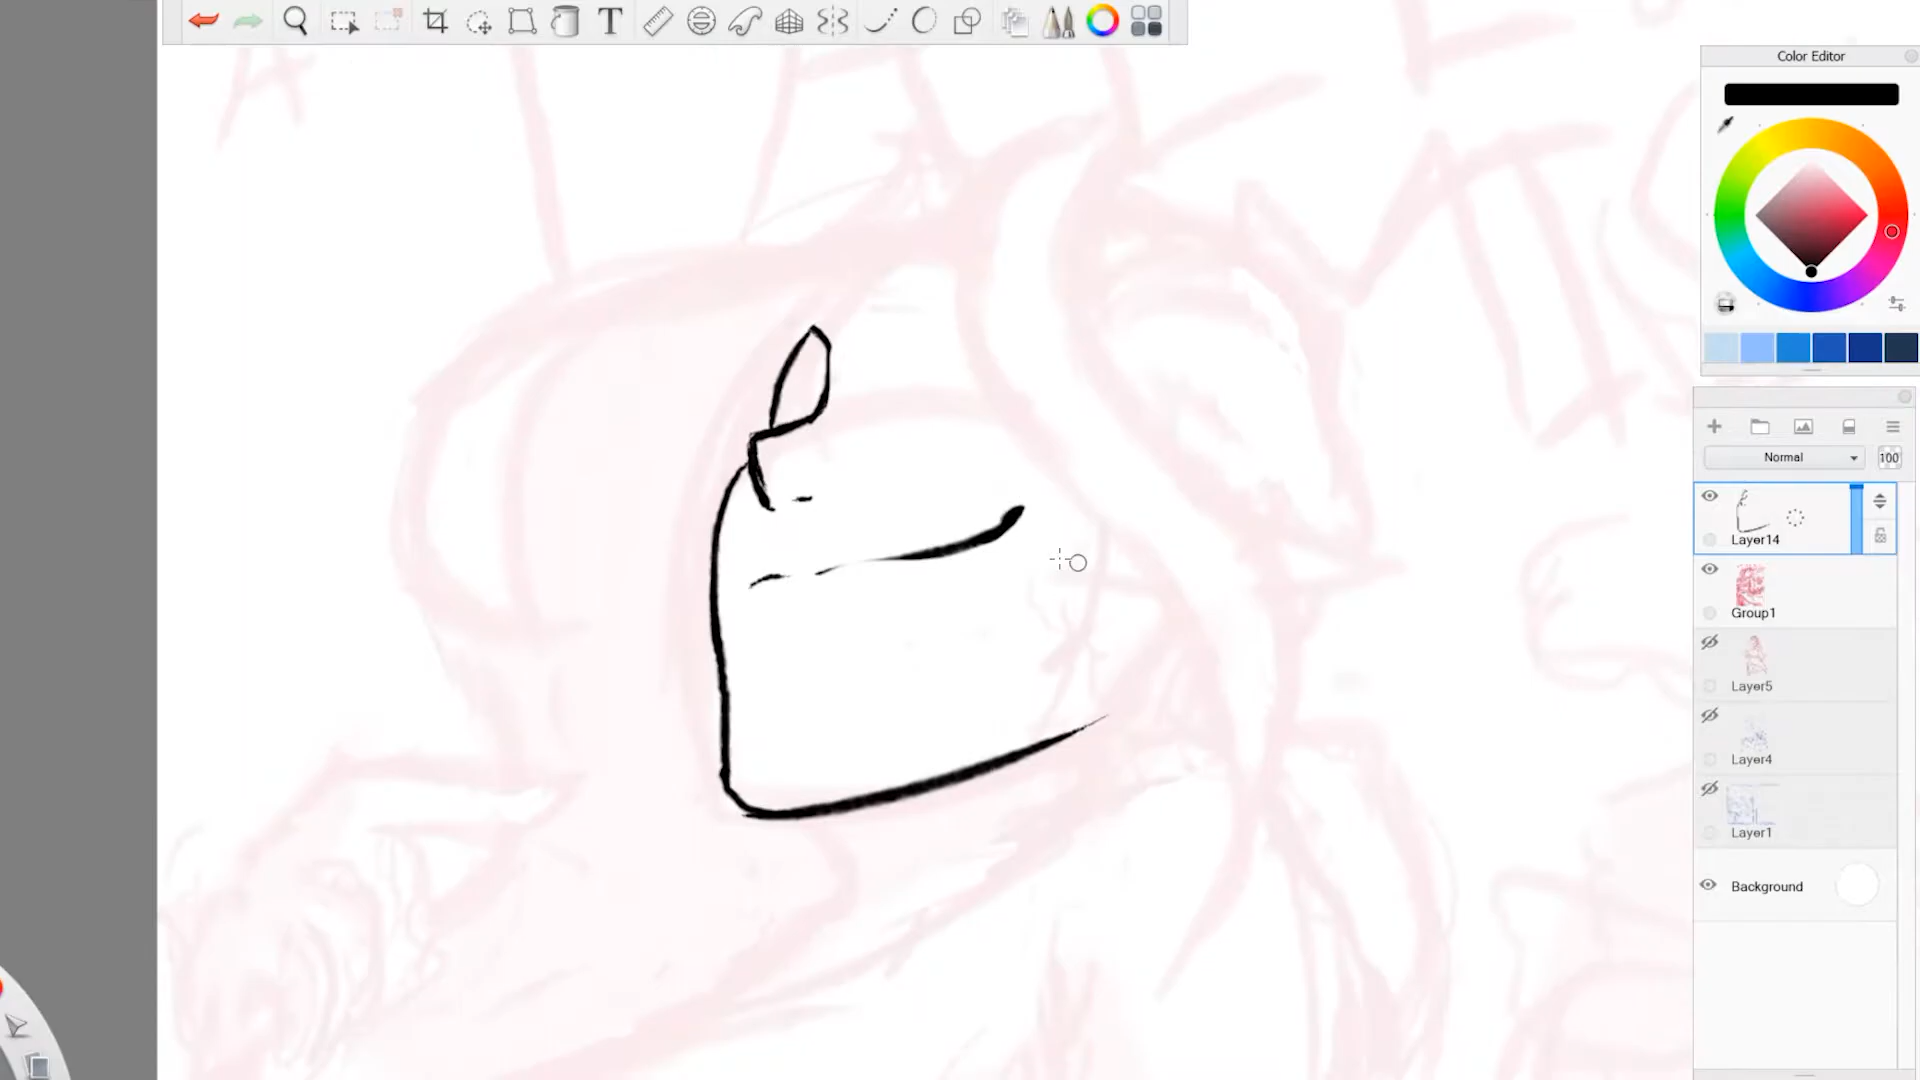 Color Editor
Normal
100
Layer14
Group1
Layer5
Layer4
Layer1
Background